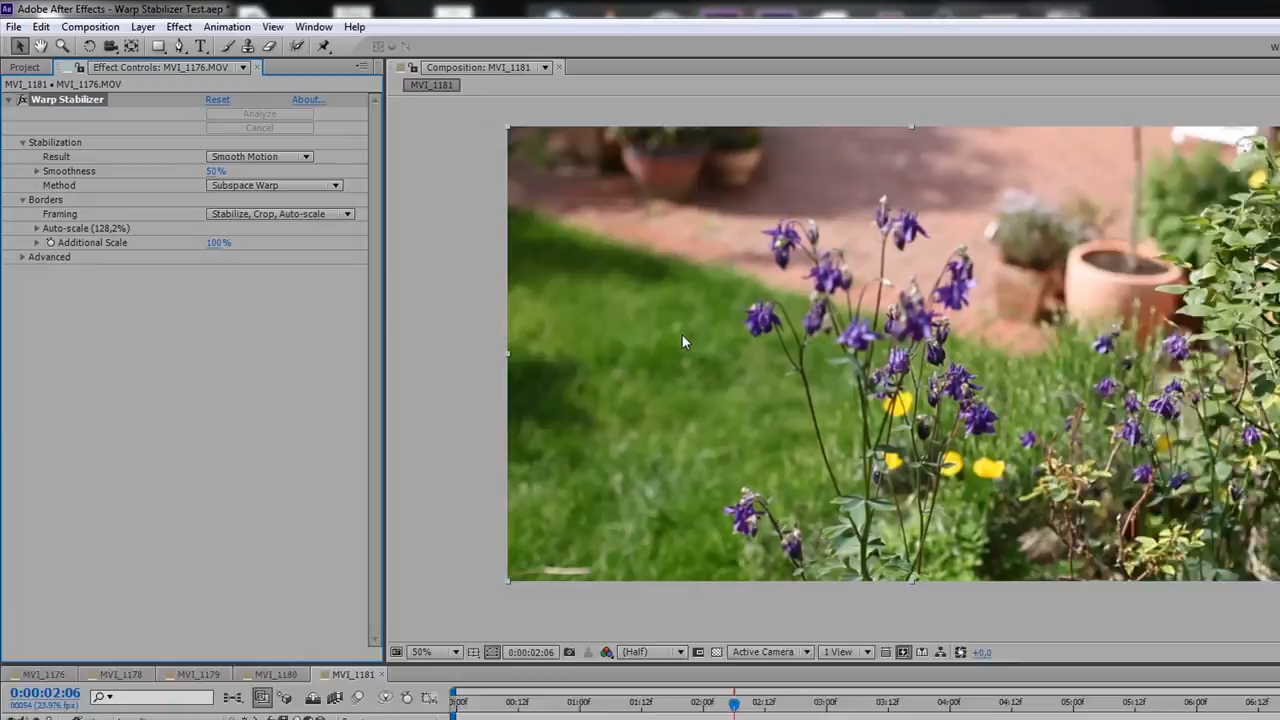 Adobe After Effects - Warp Stabilizer Test.aep *
File Edit Composition Layer Effect Animation View Window Help
Project Effect Controls: MVI_1176.MOV Composition: MVI_1181
MVI_1181 • MVI_1176.MOV MVI_1181
fx Warp Stabilizer Reset About...
Analyze
Cancel
Stabilization
Result Smooth Motion
Smoothness 50%
Method Subspace Warp
Borders
Framing Stabilize, Crop, Auto-scale
Auto-scale (128,2%)
Additional Scale 100%
Advanced
50% 0:00:02:06 (Half) Active Camera 1 View +0,0
MVI_1176 MVI_1178 MVI_1179 MVI_1180 MVI_1181
0:00:02:06
00054 (23.976 fps)
:00f 00:12f 01:00f 01:12f 02:00f 02:12f 03:00f 03:12f 04:00f 04:12f 05:00f 05:12f 06:00f 06:12f